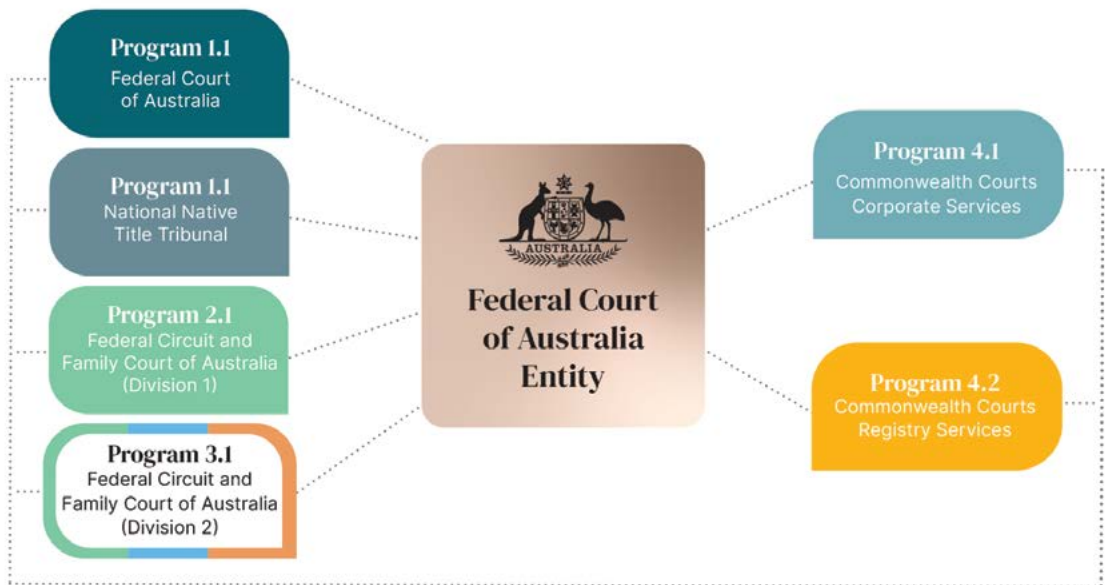 Program 1.1
Federal Court
of Australia
Program 1.1
National Native
Title Tribunal
Program 2.1
Federal Circuit and
Family Court of Australia
(Division 1)
Program 3.1
Federal Circuit and
Family Court of Australia
(Division 2)
AUSTRALIA
Federal Court
of Australia
Entity
Program 4.1
Commonwealth Courts
Corporate Services
Program 4.2
Commonwealth Courts
Registry Services